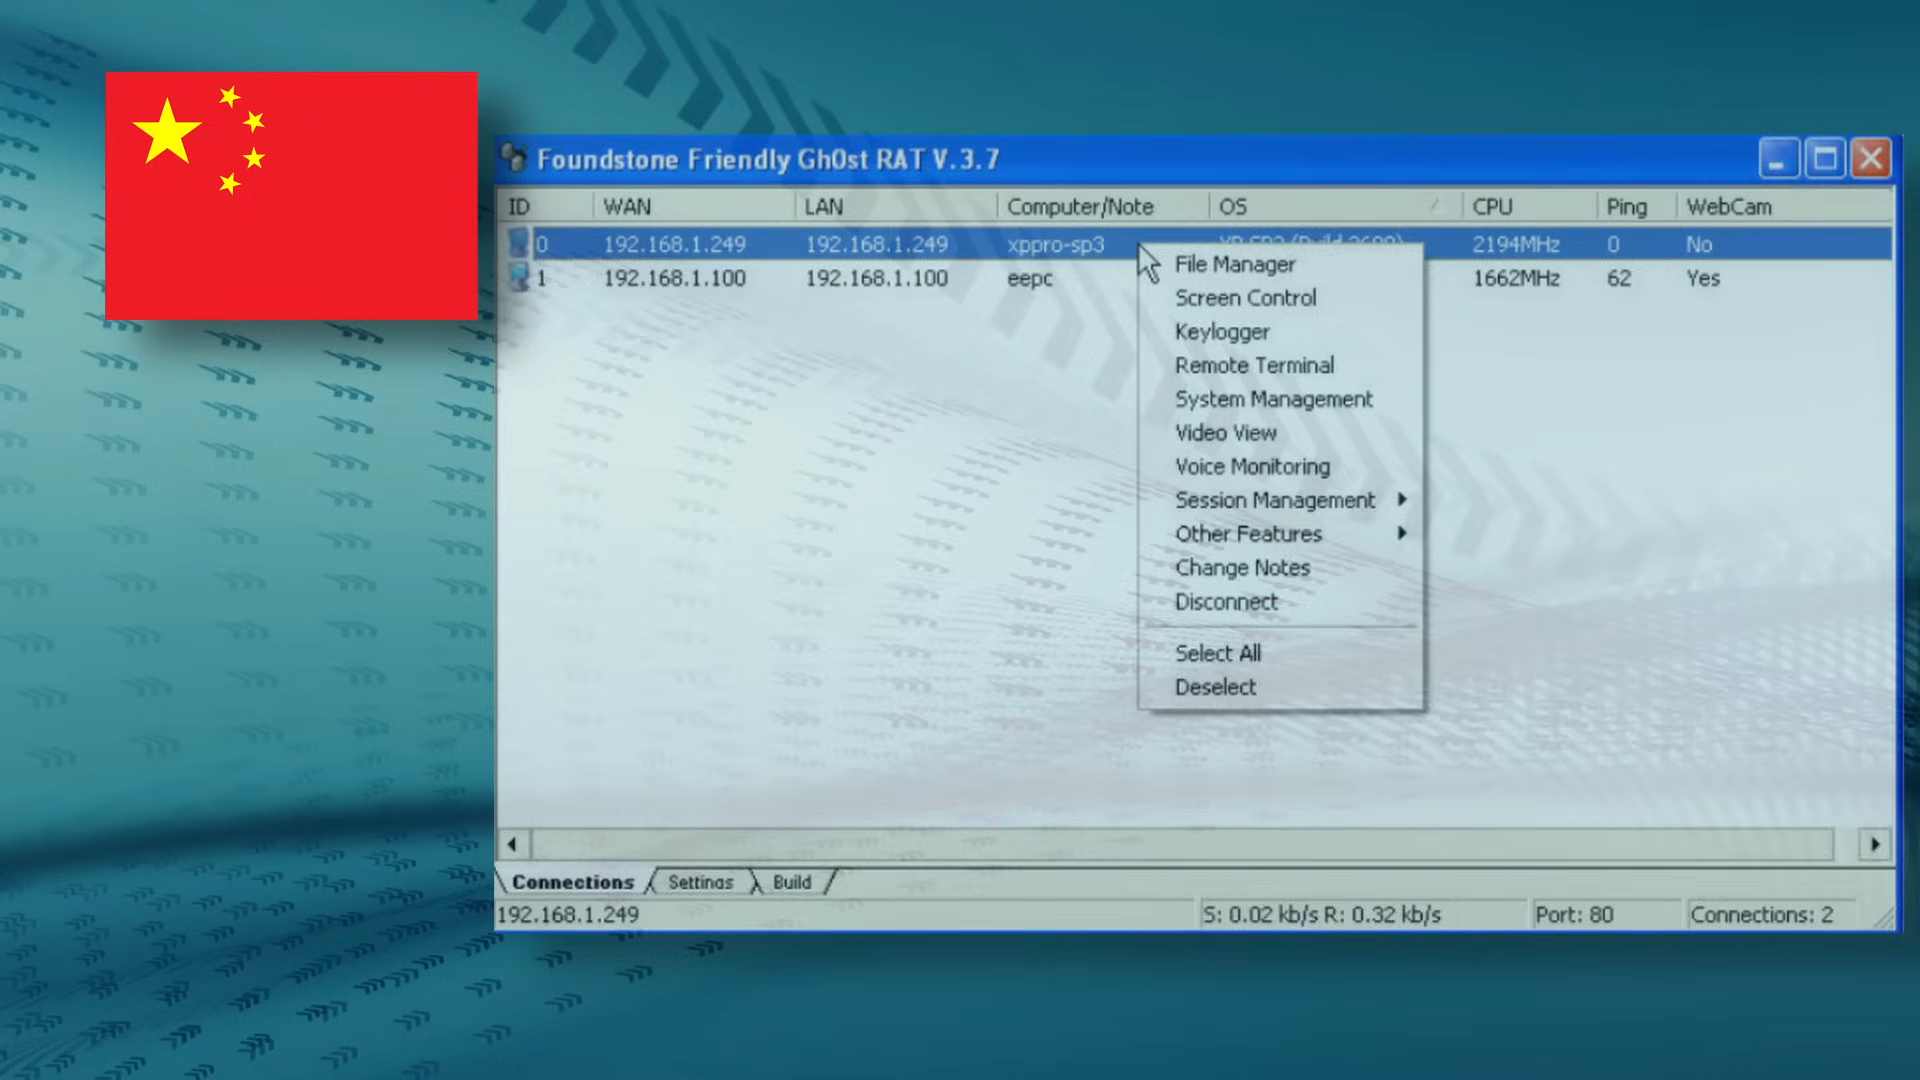 Foundstone Friendly Gh0st RAT V.3.7
ID WAN LAN Computer/Note OS CPU Ping WebCam
0 192.168.1.249 192.168.1.249 xppro-sp3 2194MHz 0 No
1 192.168.1.100 192.168.1.100 eepc 1662MHz 62 Yes
File Manager
Screen Control
Keylogger
Remote Terminal
System Management
Video View
Voice Monitoring
Session Management
Other Features
Change Notes
Disconnect
Select All
Deselect
Connections Settings Build
192.168.1.249 S: 0.02 kb/s R: 0.32 kb/s Port: 80 Connections: 2